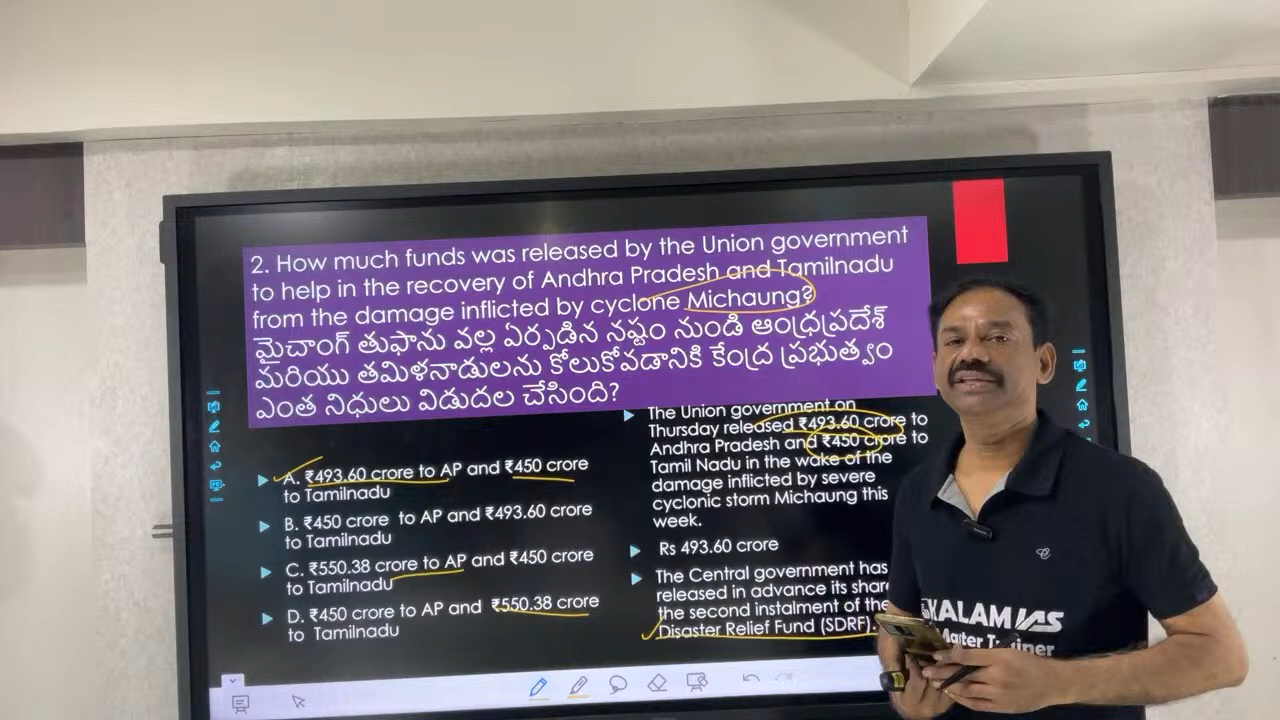 2. How much funds was released by the Union government
to help in the recovery of Andhra Pradesh and Tamilnadu
from the damage inflicted by cyclone Michaung?
మైచాంగ్ తుఫాను వల్ల ఏర్పడిన నష్టం నుండి ఆంధ్రప్రదేశ్
మరియు తమిళనాడులను కోలుకోవడానికి కేంద్ర ప్రభుత్వం
ఎంత నిధులు విడుదల చేసింది?
A. ₹493.60 crore to AP and ₹450 crore
to Tamilnadu
B. ₹450 crore to AP and ₹493.60 crore
to Tamilnadu
C. ₹550.38 crore to AP and ₹450 crore
to Tamilnadu
D. ₹450 crore to AP and ₹550.38 crore
to Tamilnadu
The Union government on
Thursday released ₹493.60 crore to
Andhra Pradesh and ₹450 crore to
Tamil Nadu in the wake of the
damage inflicted by severe
cyclonic storm Michaung this
week.
Rs 493.60 crore
The Central government has
released in advance its share
the second instalment of the
Disaster Relief Fund (SDRF)
KALAM IAS
Master Trainer